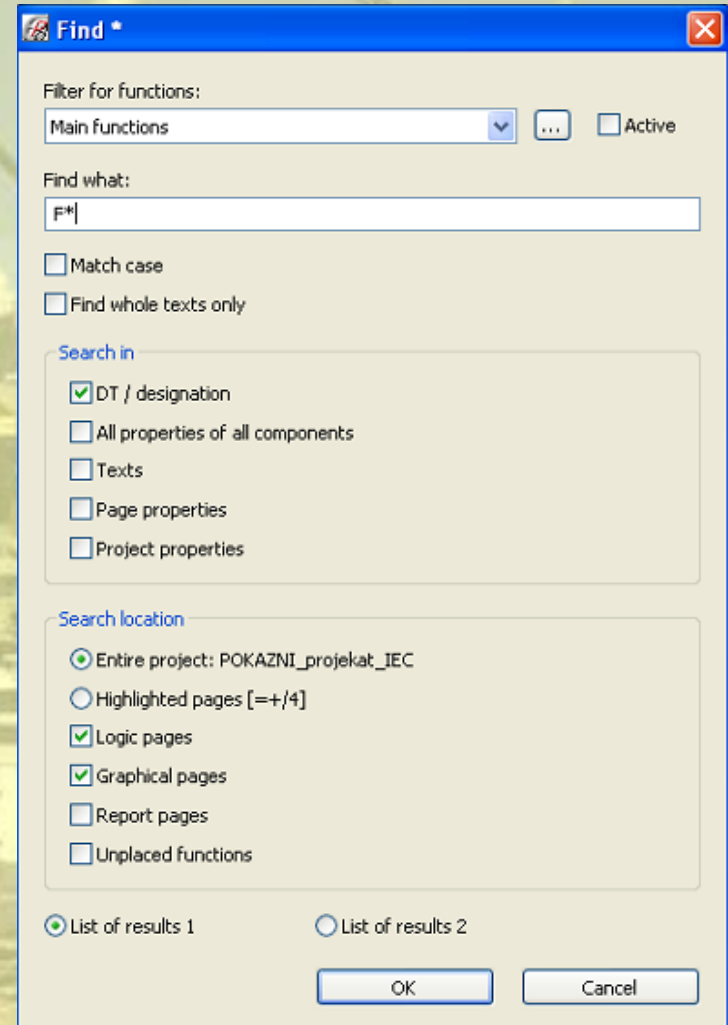 Find *
Filter for functions:
Main functions ... Active
Find what:
F*
Match case
Find whole texts only
Search in
DT / designation
All properties of all components
Texts
Page properties
Project properties
Search location
Entire project: POKAZNI_projekat_IEC
Highlighted pages [=+/4]
Logic pages
Graphical pages
Report pages
Unplaced functions
List of results 1 List of results 2
OK Cancel